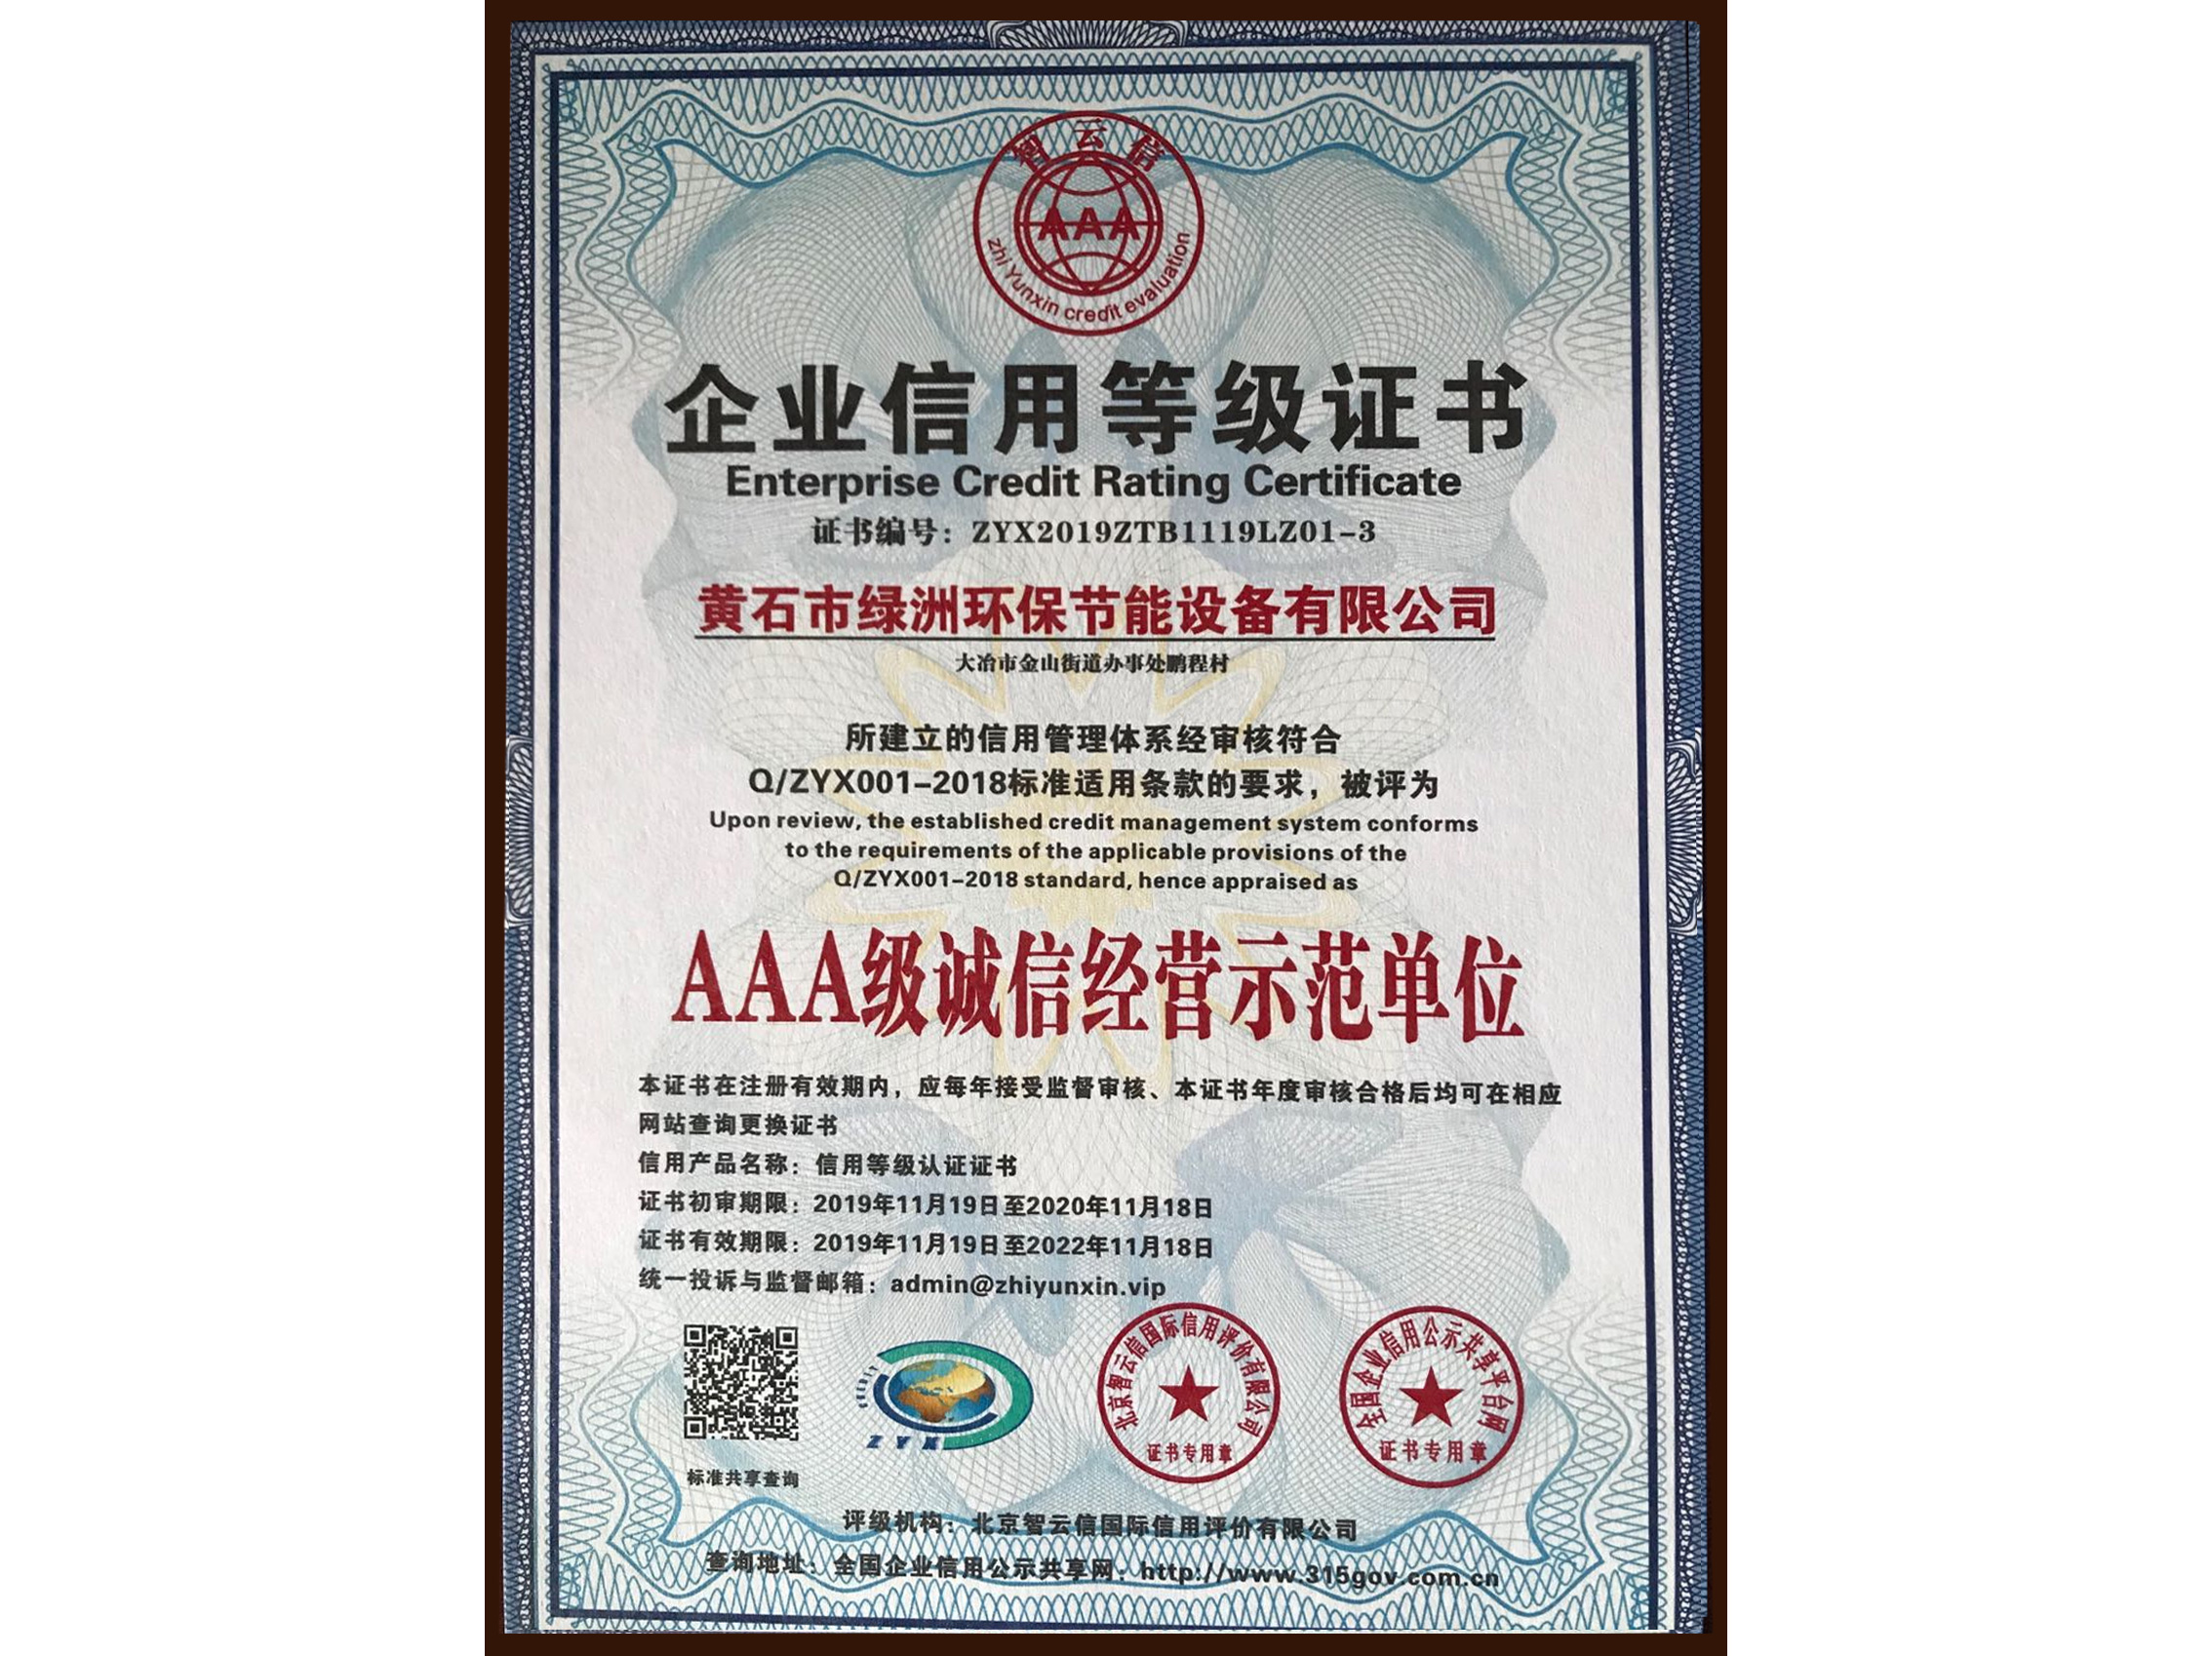 智云信
AAA
zhi Yunxin credit evaluation
企业信用等级证书
Enterprise Credit Rating Certificate
证书编号：ZYX2019ZTB1119LZ01-3
黄石市绿洲环保节能设备有限公司
大冶市金山街道办事处鹏程村
所建立的信用管理体系经审核符合
Q/ZYX001-2018标准适用条款的要求，被评为
Upon review, the established credit management system conforms
to the requirements of the applicable provisions of the
Q/ZYX001-2018 standard, hence appraised as
AAA级诚信经营示范单位
本证书在注册有效期内，应每年接受监督审核、本证书年度审核合格后均可在相应
网站查询更换证书
信用产品名称：信用等级认证证书
证书初审期限：2019年11月19日至2020年11月18日
证书有效期限：2019年11月19日至2022年11月18日
统一投诉与监督邮箱：admin@zhiyunxin.vip
ZYX
北京智云信国际信用评价有限公司
证书专用章
全国企业信用公示共享平台网
证书专用章
标准共享查询
评级机构：北京智云信国际信用评价有限公司
查询地址：全国企业信用公示共享网：http://www.315gov.com.cn